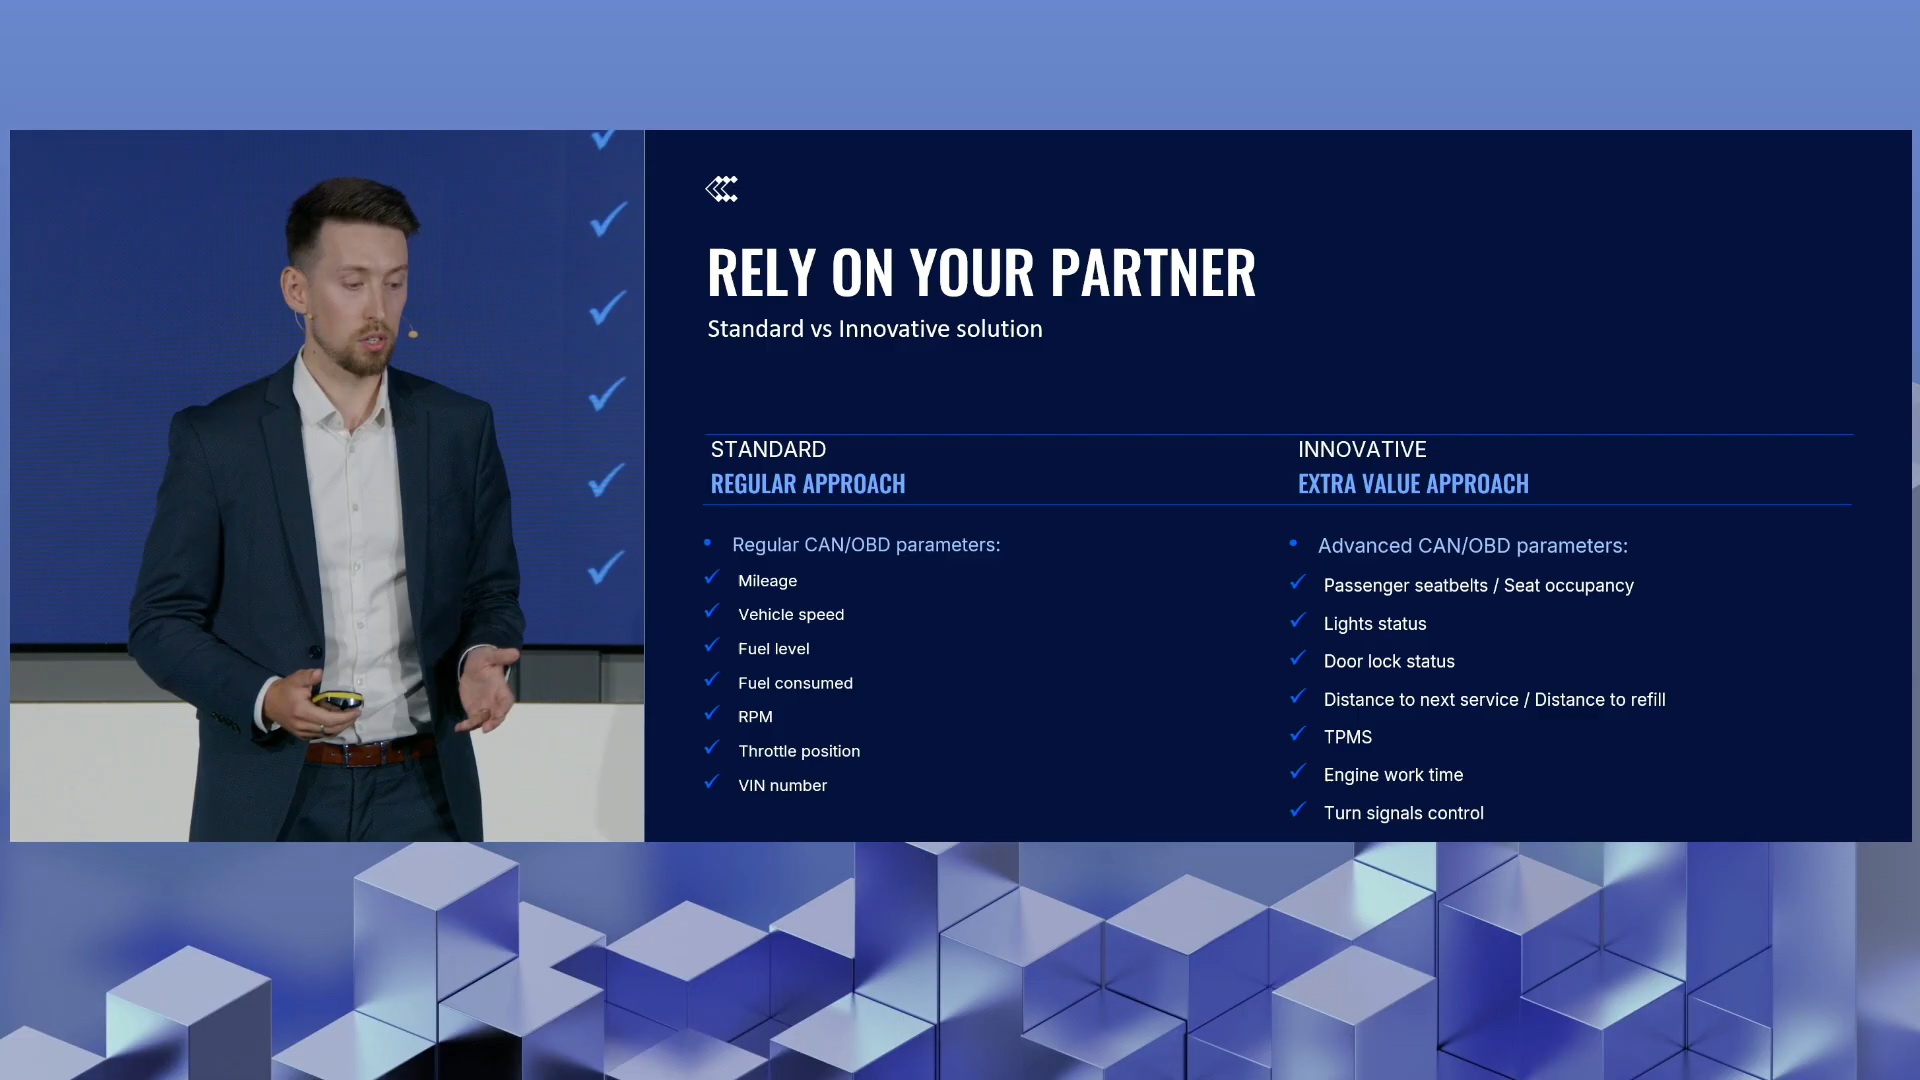 RELY ON YOUR PARTNER
Standard vs Innovative solution
STANDARD
REGULAR APPROACH
Regular CAN/OBD parameters:
Mileage
Vehicle speed
Fuel level
Fuel consumed
RPM
Throttle position
VIN number
INNOVATIVE
EXTRA VALUE APPROACH
Advanced CAN/OBD parameters:
Passenger seatbelts / Seat occupancy
Lights status
Door lock status
Distance to next service / Distance to refill
TPMS
Engine work time
Turn signals control